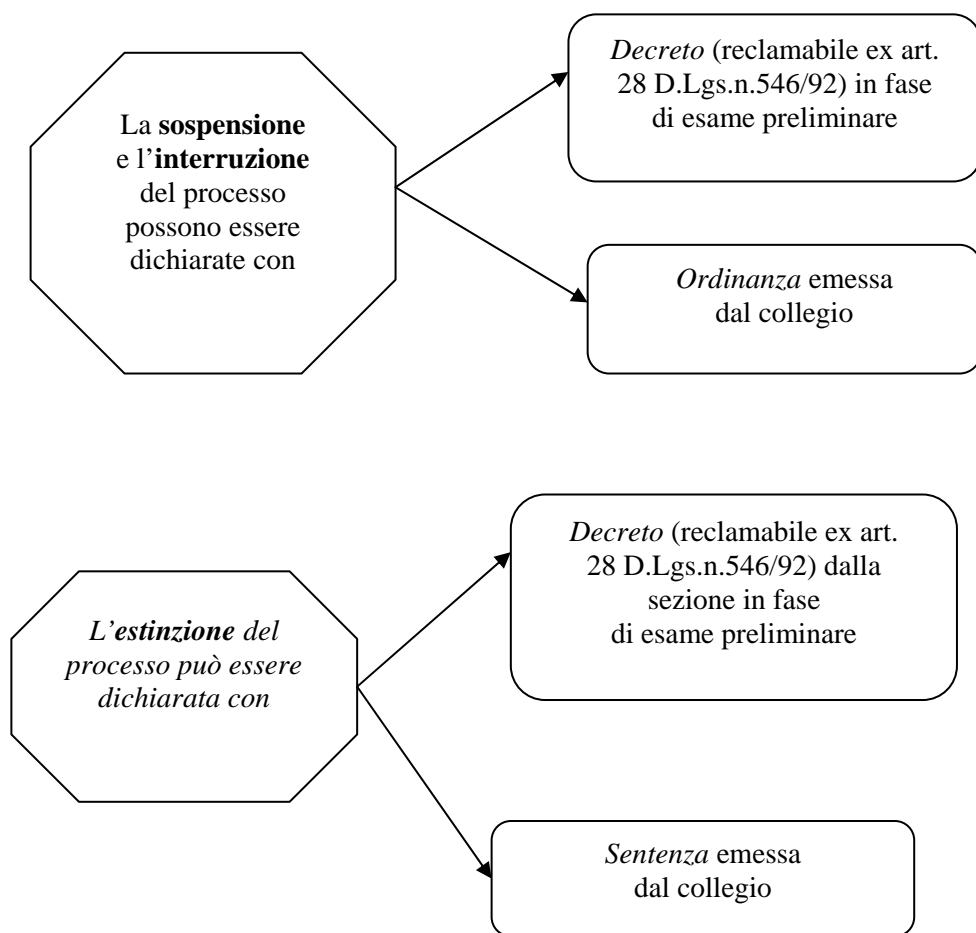 La sospensione
e l’interruzione
del processo
possono essere
dichiarate con
Decreto (reclamabile ex art.
28 D.Lgs.n.546/92) in fase
di esame preliminare
Ordinanza emessa
dal collegio
L’estinzione del
processo può essere
dichiarata con
Decreto (reclamabile ex art.
28 D.Lgs.n.546/92) dalla
sezione in fase
di esame preliminare
Sentenza emessa
dal collegio